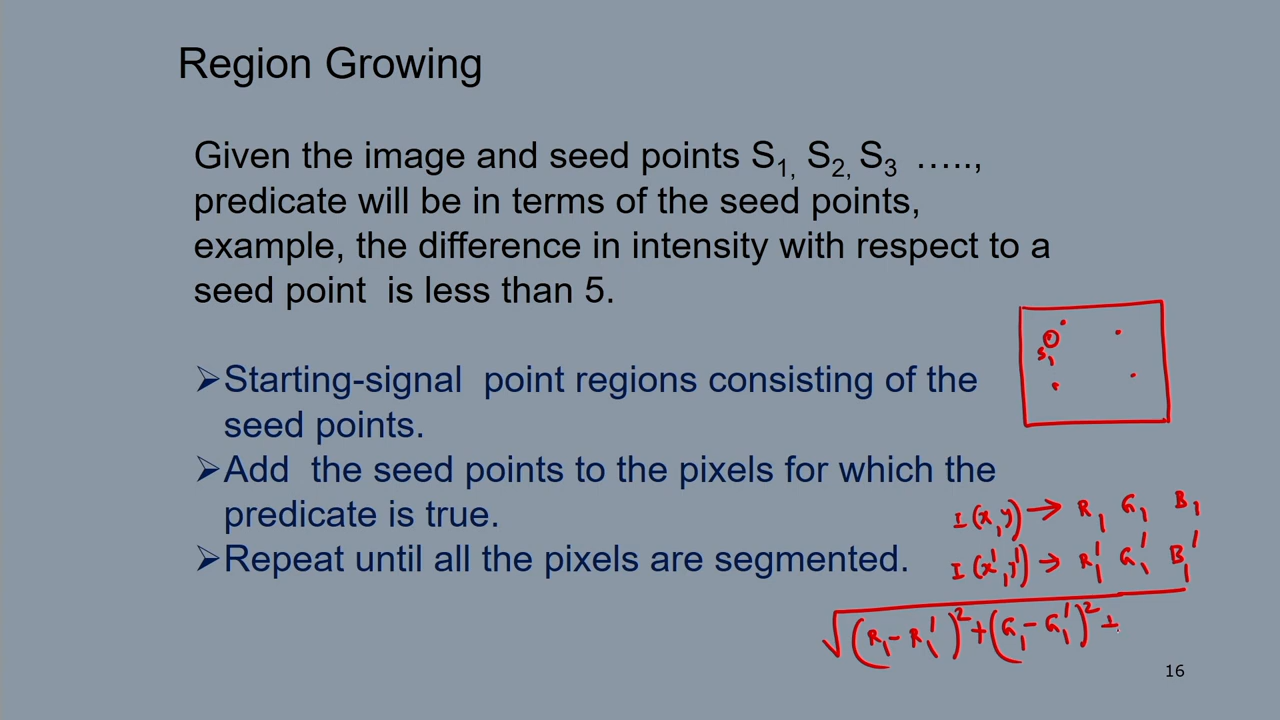 Region Growing
Given the image and seed points S1, S2, S3 .....,
predicate will be in terms of the seed points,
example, the difference in intensity with respect to a
seed point is less than 5.
S1
➢Starting-signal point regions consisting of the
seed points.
➢Add the seed points to the pixels for which the
predicate is true.
➢Repeat until all the pixels are segmented.
I(x,y) → R1 G1 B1
I(x',y') → R1' G1' B1'
√(R1-R1')²+(G1-G1')²+
16